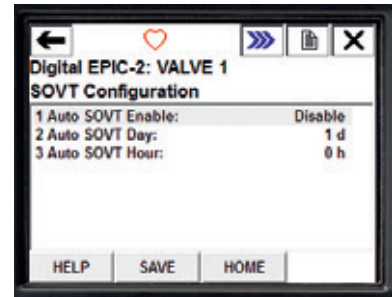 Digital EPIC-2: VALVE 1
SOVT Configuration
1 Auto SOVT Enable: Disable
2 Auto SOVT Day: 1 d
3 Auto SOVT Hour: 0 h
HELP SAVE HOME